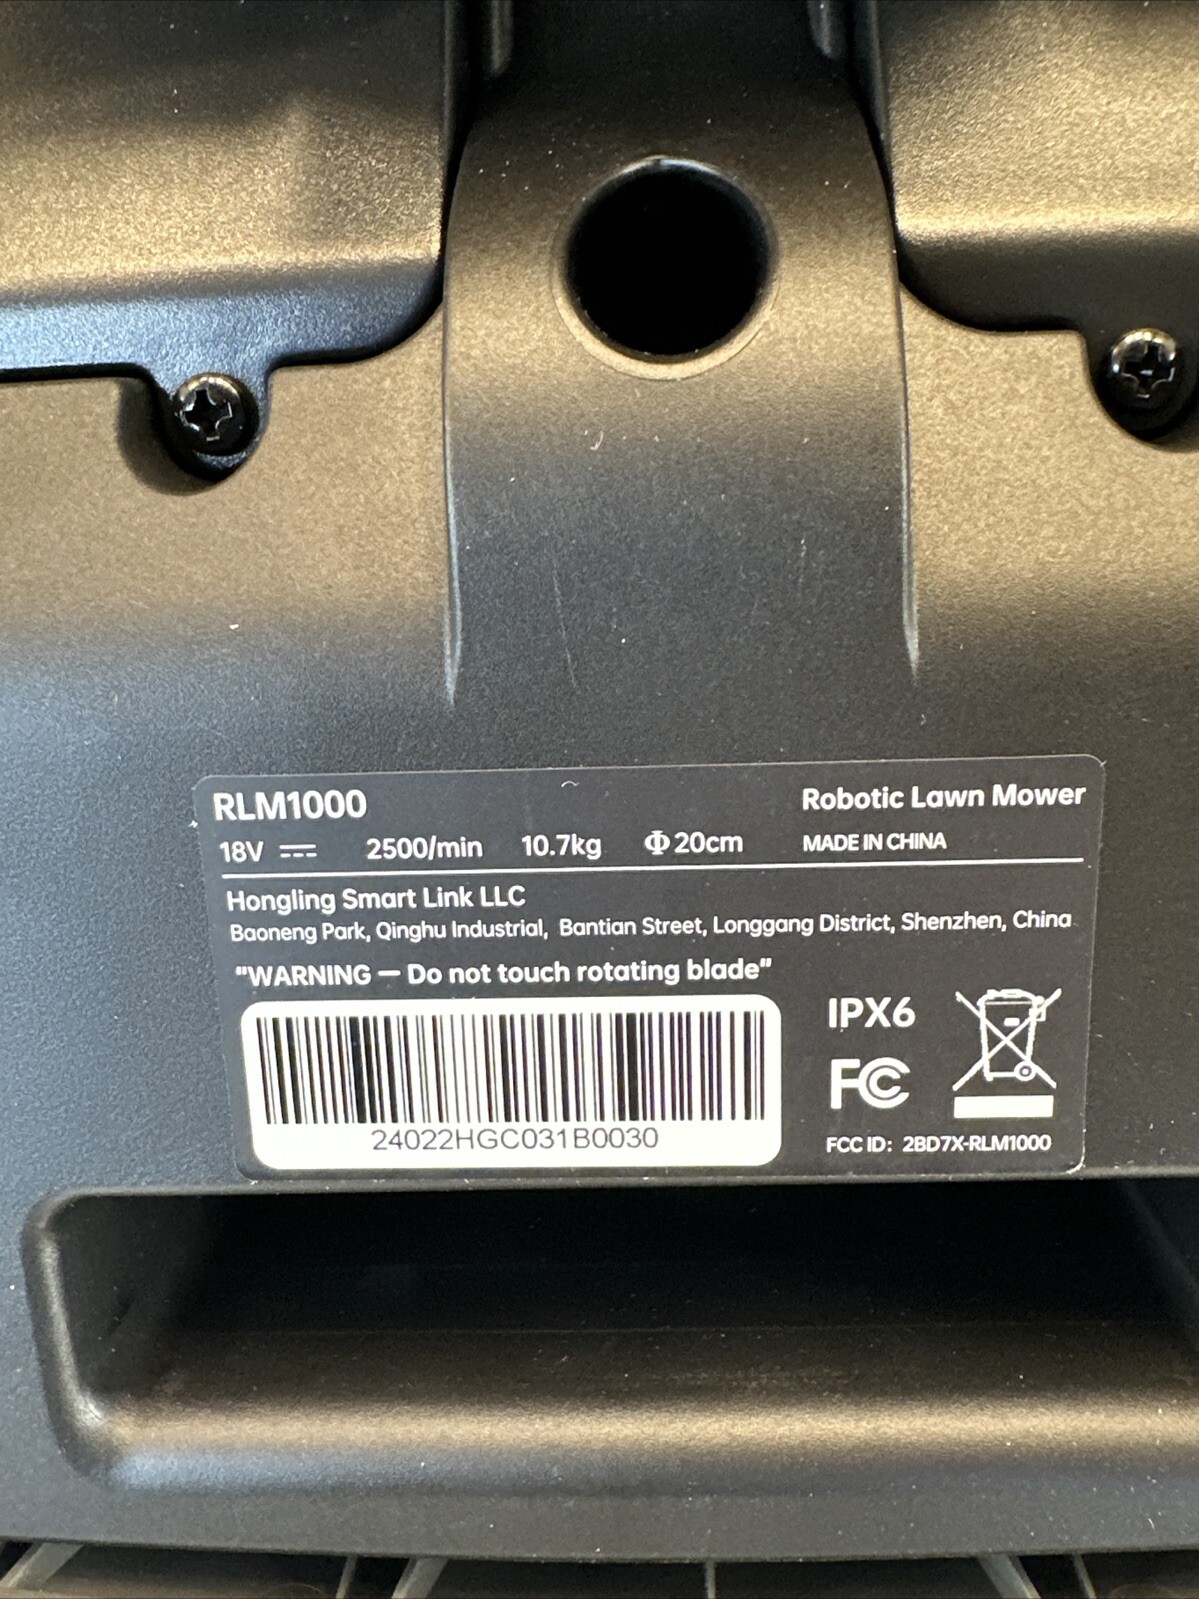 RLM1000 Robotic Lawn Mower
18V ⎓ 2500/min 10.7kg Φ20cm MADE IN CHINA
Hongling Smart Link LLC
Baoneng Park, Qinghu Industrial, Bantian Street, Longgang District, Shenzhen, China
"WARNING — Do not touch rotating blade"
IPX6
FC
24022HGC031B0030
FCC ID: 2BD7X-RLM1000